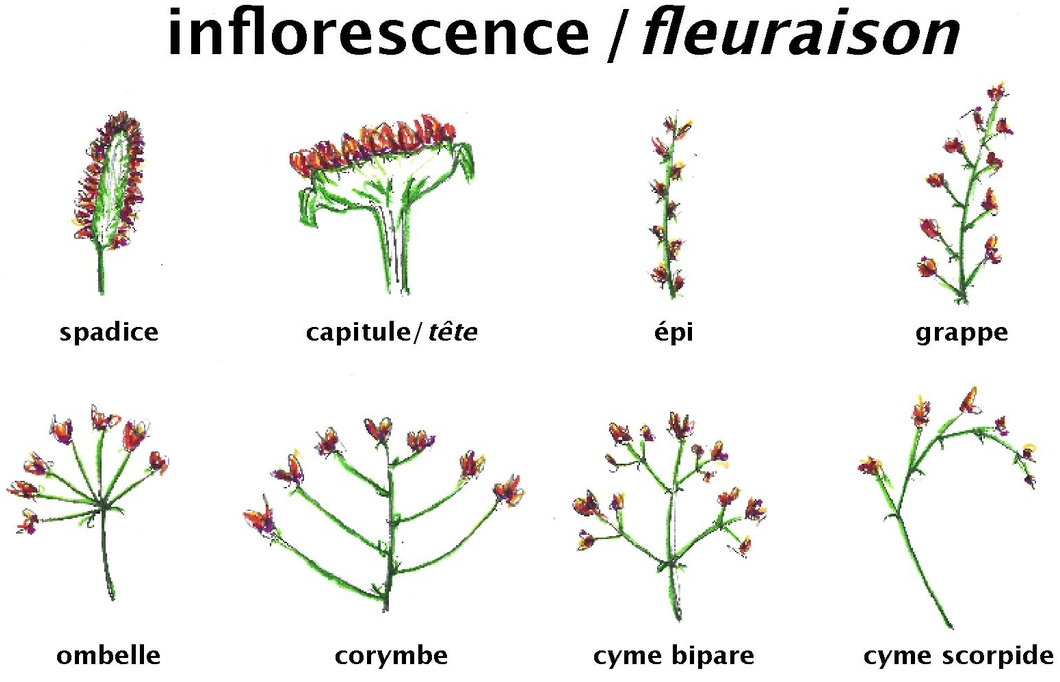 inflorescence / fleuraison
spadice
capitule/ tête
épi
grappe
ombelle
corymbe
cyme bipare
cyme scorpide